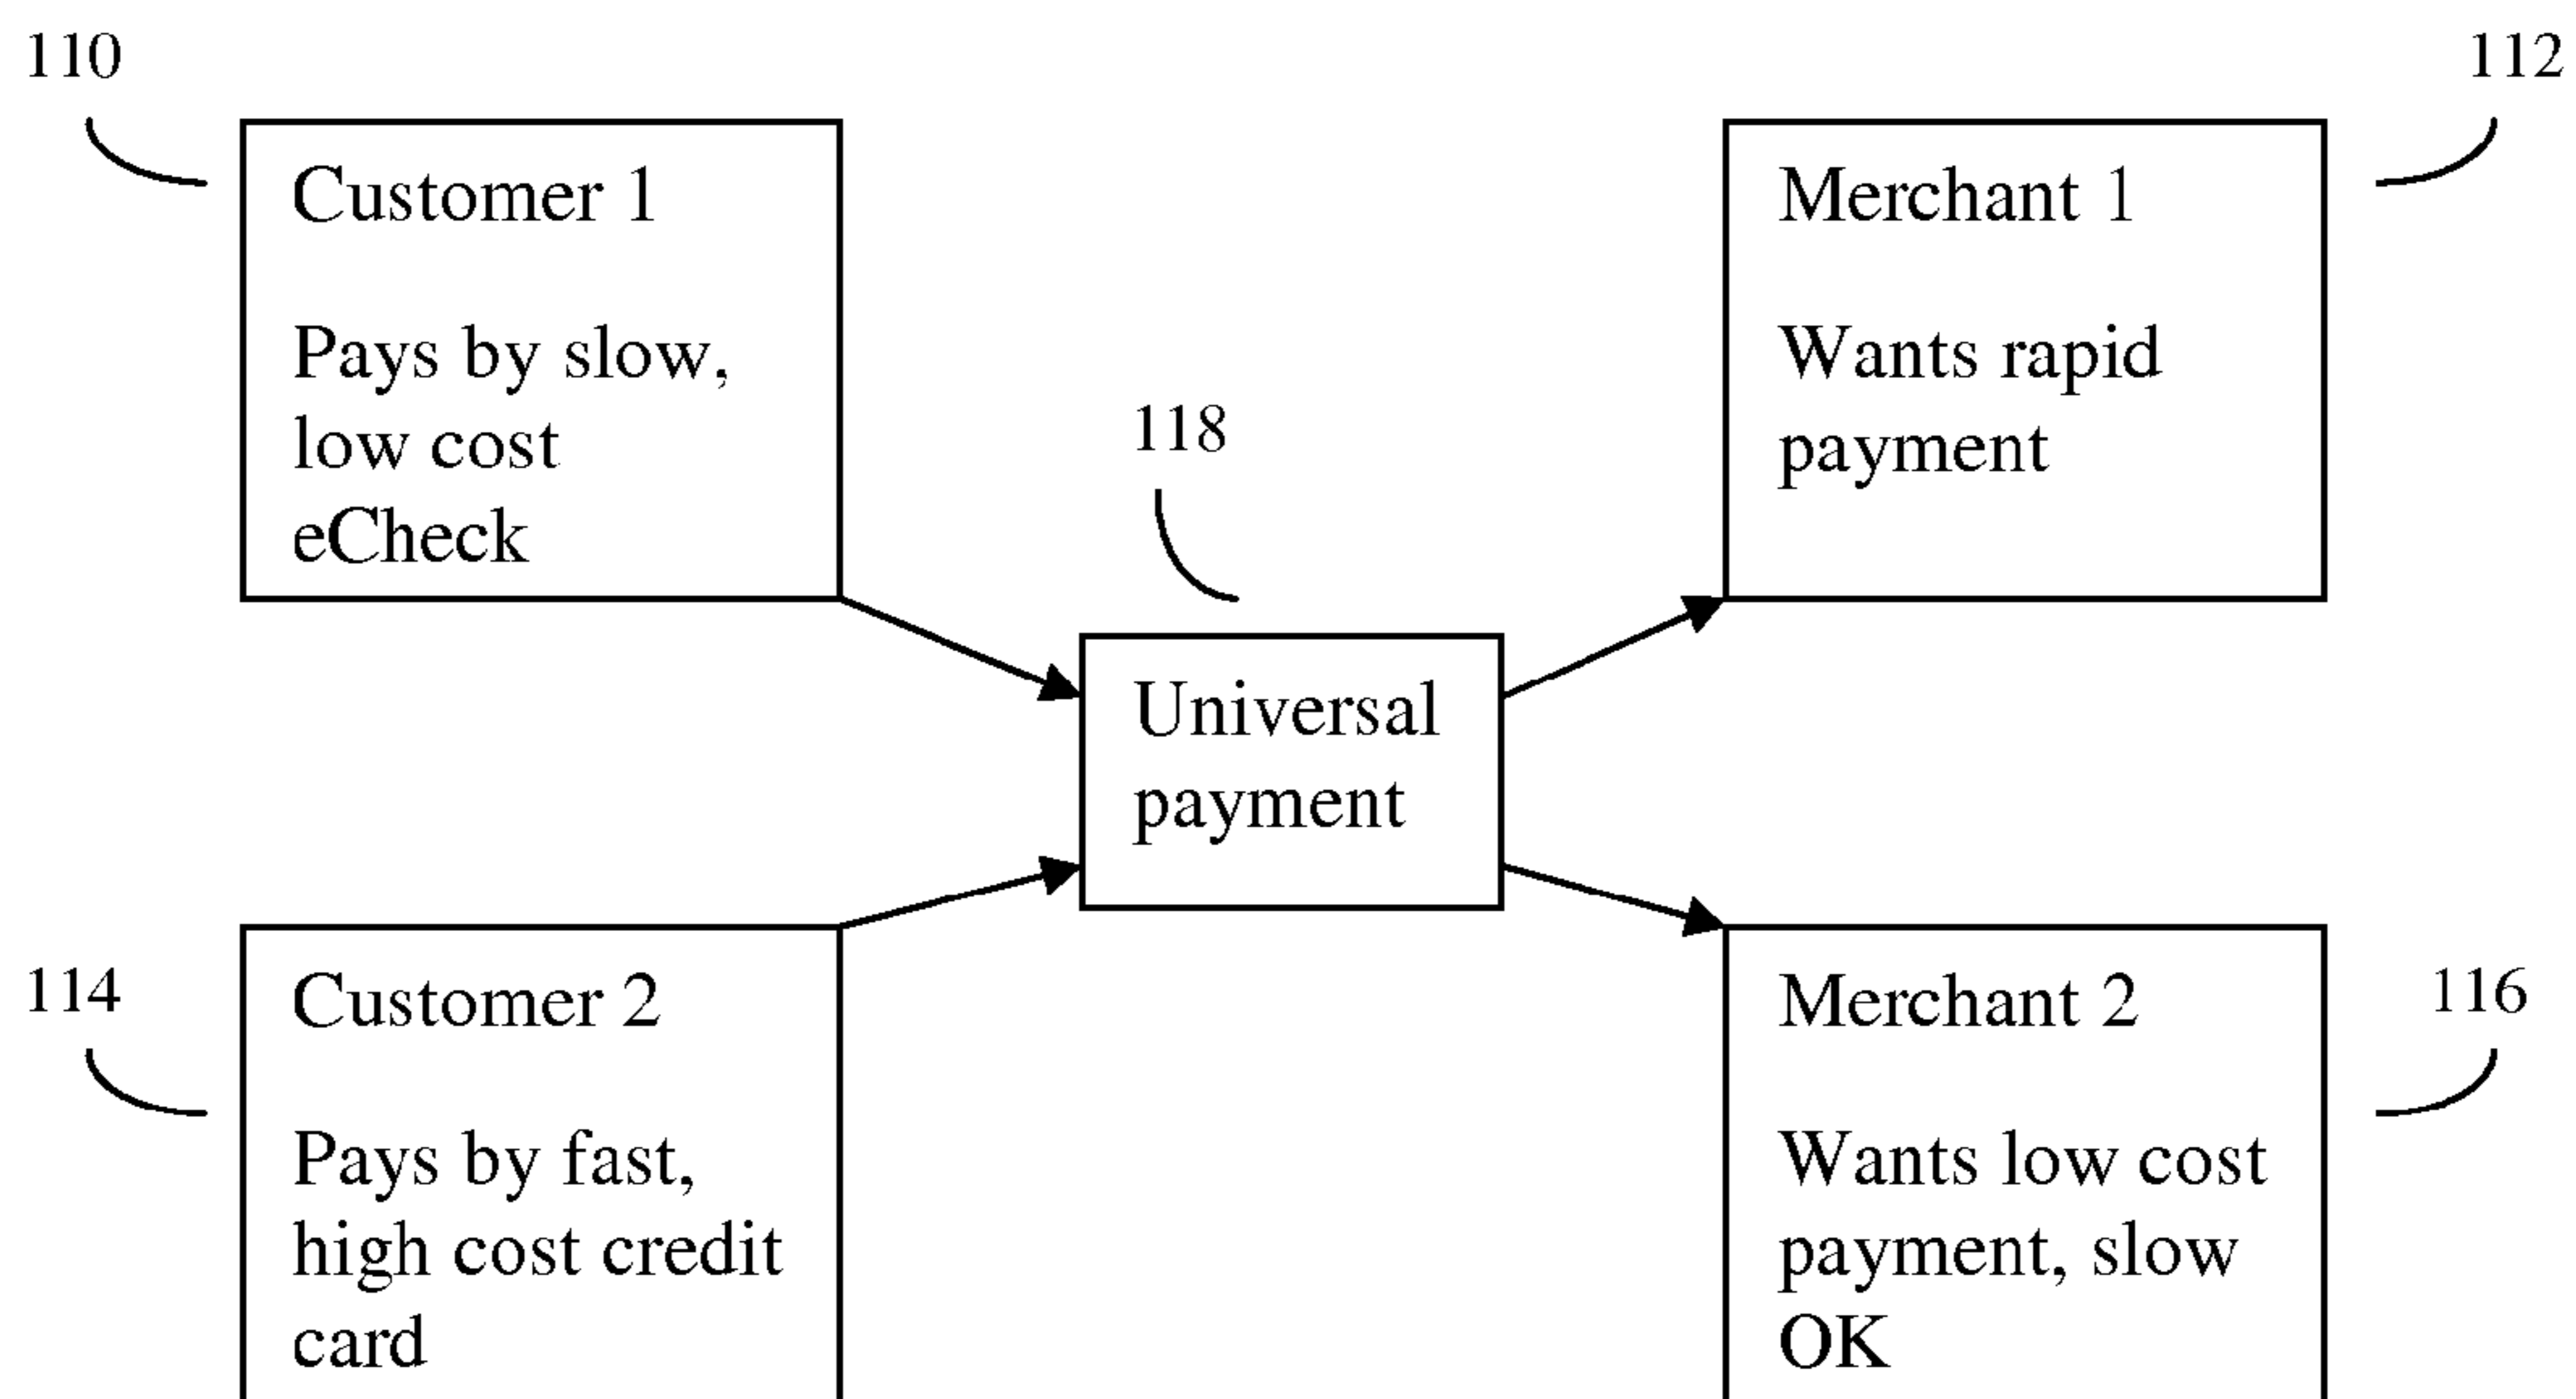 110
112
Customer 1
Pays by slow,
low cost
eCheck
Merchant 1
Wants rapid
payment
118
Universal
payment
114
Customer 2
Pays by fast,
high cost credit
card
Merchant 2
Wants low cost
payment, slow
OK
116